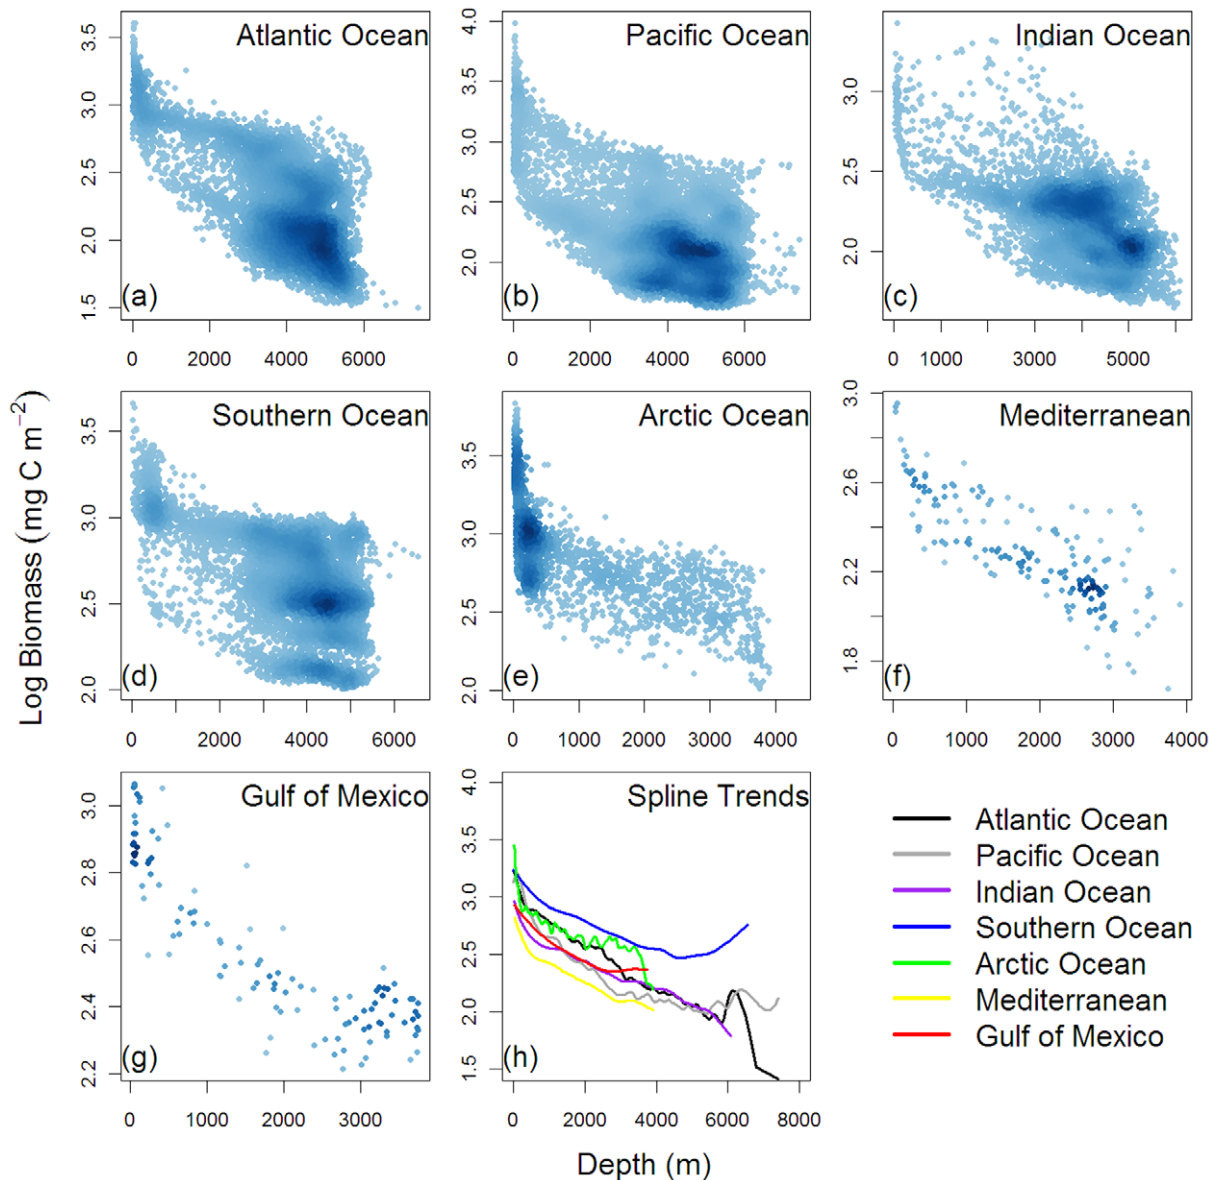 Atlantic Ocean
Pacific Ocean
Indian Ocean
3.5
3.0
2.5
2.0
1.5
(a)
0 2000 4000 6000
4.0
3.5
3.0
2.5
2.0
(b)
0 2000 4000 6000
3.0
2.5
2.0
(c)
0 1000 3000 5000
Log Biomass (mg C m⁻²)
Southern Ocean
Arctic Ocean
Mediterranean
3.5
3.0
2.5
2.0
(d)
0 2000 4000 6000
3.5
3.0
2.5
2.0
(e)
0 1000 2000 3000 4000
3.0
2.6
2.2
1.8
(f)
0 1000 2000 3000 4000
Gulf of Mexico
Spline Trends
3.0
2.8
2.6
2.4
2.2
(g)
0 1000 2000 3000
4.0
3.5
3.0
2.5
2.0
1.5
(h)
0 2000 4000 6000 8000
Atlantic Ocean
Pacific Ocean
Indian Ocean
Southern Ocean
Arctic Ocean
Mediterranean
Gulf of Mexico
Depth (m)